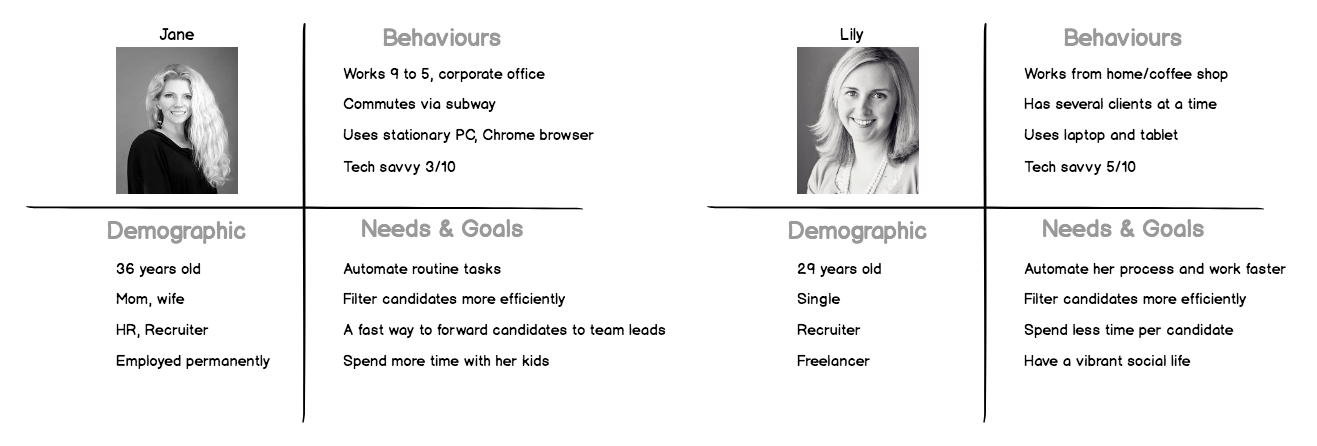 Jane
Behaviours
Works 9 to 5, corporate office
Commutes via subway
Uses stationary PC, Chrome browser
Tech savvy 3/10
Demographic
36 years old
Mom, wife
HR, Recruiter
Employed permanently
Needs & Goals
Automate routine tasks
Filter candidates more efficiently
A fast way to forward candidates to team leads
Spend more time with her kids
Lily
Behaviours
Works from home/coffee shop
Has several clients at a time
Uses laptop and tablet
Tech savvy 5/10
Demographic
29 years old
Single
Recruiter
Freelancer
Needs & Goals
Automate her process and work faster
Filter candidates more efficiently
Spend less time per candidate
Have a vibrant social life